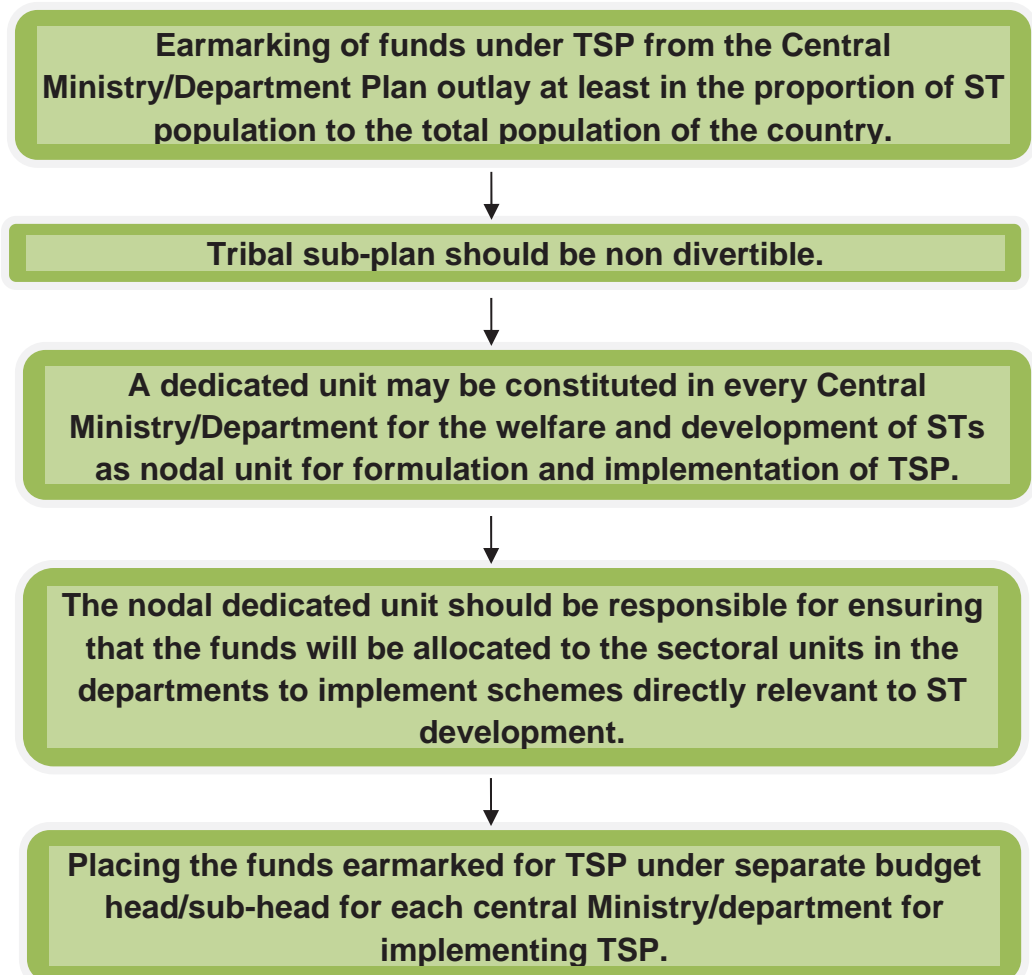 Earmarking of funds under TSP from the Central
Ministry/Department Plan outlay at least in the proportion of ST
population to the total population of the country.
Tribal sub-plan should be non divertible.
A dedicated unit may be constituted in every Central
Ministry/Department for the welfare and development of STs
as nodal unit for formulation and implementation of TSP.
The nodal dedicated unit should be responsible for ensuring
that the funds will be allocated to the sectoral units in the
departments to implement schemes directly relevant to ST
development.
Placing the funds earmarked for TSP under separate budget
head/sub-head for each central Ministry/department for
implementing TSP.